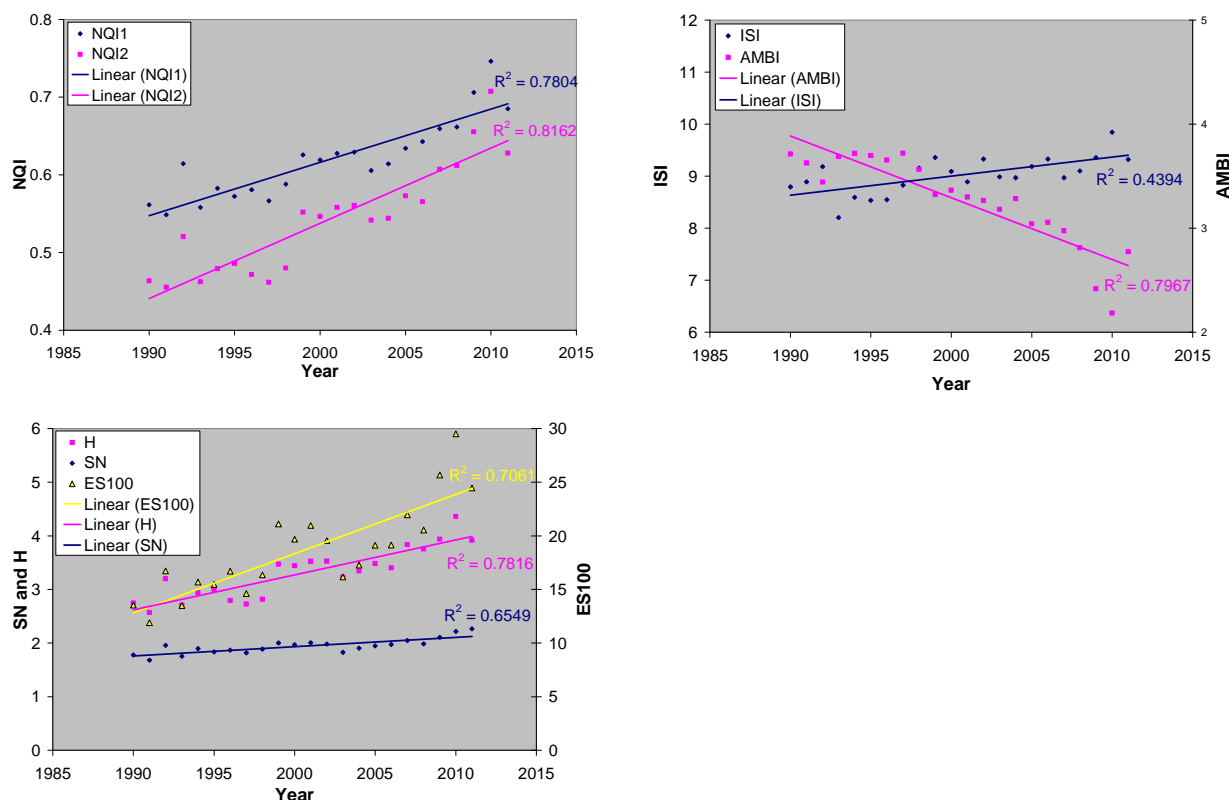 0.8
0.7
0.6
0.5
0.4
NQI
NQI1
NQI2
Linear (NQI1)
Linear (NQI2)
R² = 0.7804
R² = 0.8162
1985 1990 1995 2000 2005 2010 2015
Year
12
11
10
9
8
7
6
ISI
ISI
AMBI
Linear (AMBI)
Linear (ISI)
R² = 0.4394
R² = 0.7967
5
4
3
2
AMBI
1985 1990 1995 2000 2005 2010 2015
Year
6
5
4
3
2
1
0
SN and H
H
SN
ES100
Linear (ES100)
Linear (H)
Linear (SN)
R² = 0.7061
R² = 0.7816
R² = 0.6549
30
25
20
15
10
5
0
ES100
1985 1990 1995 2000 2005 2010 2015
Year